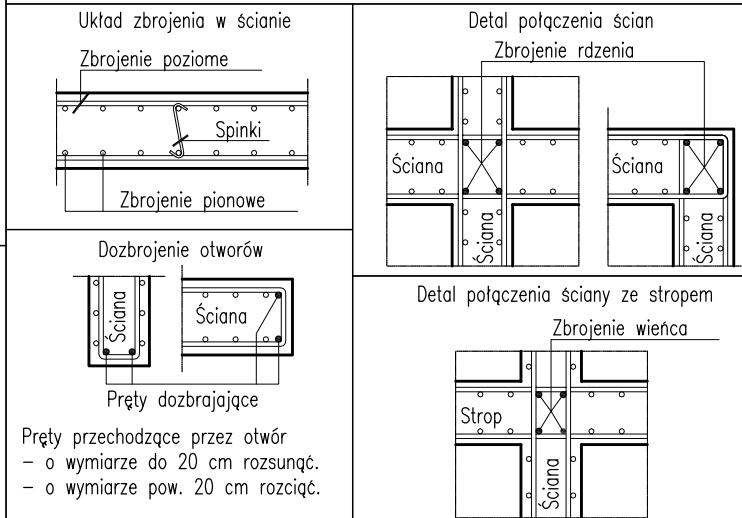 Układ zbrojenia w ścianie
Zbrojenie poziome
Spinki
Zbrojenie pionowe
Dozbrojenie otworów
Ściana
Ściana
Pręty dozbrajające
Pręty przechodzące przez otwór
– o wymiarze do 20 cm rozsunąć.
– o wymiarze pow. 20 cm rozciąć.
Detal połączenia ścian
Zbrojenie rdzenia
Ściana
Ściana
Ściana
Ściana
Detal połączenia ściany ze stropem
Zbrojenie wieńca
Strop
Ściana